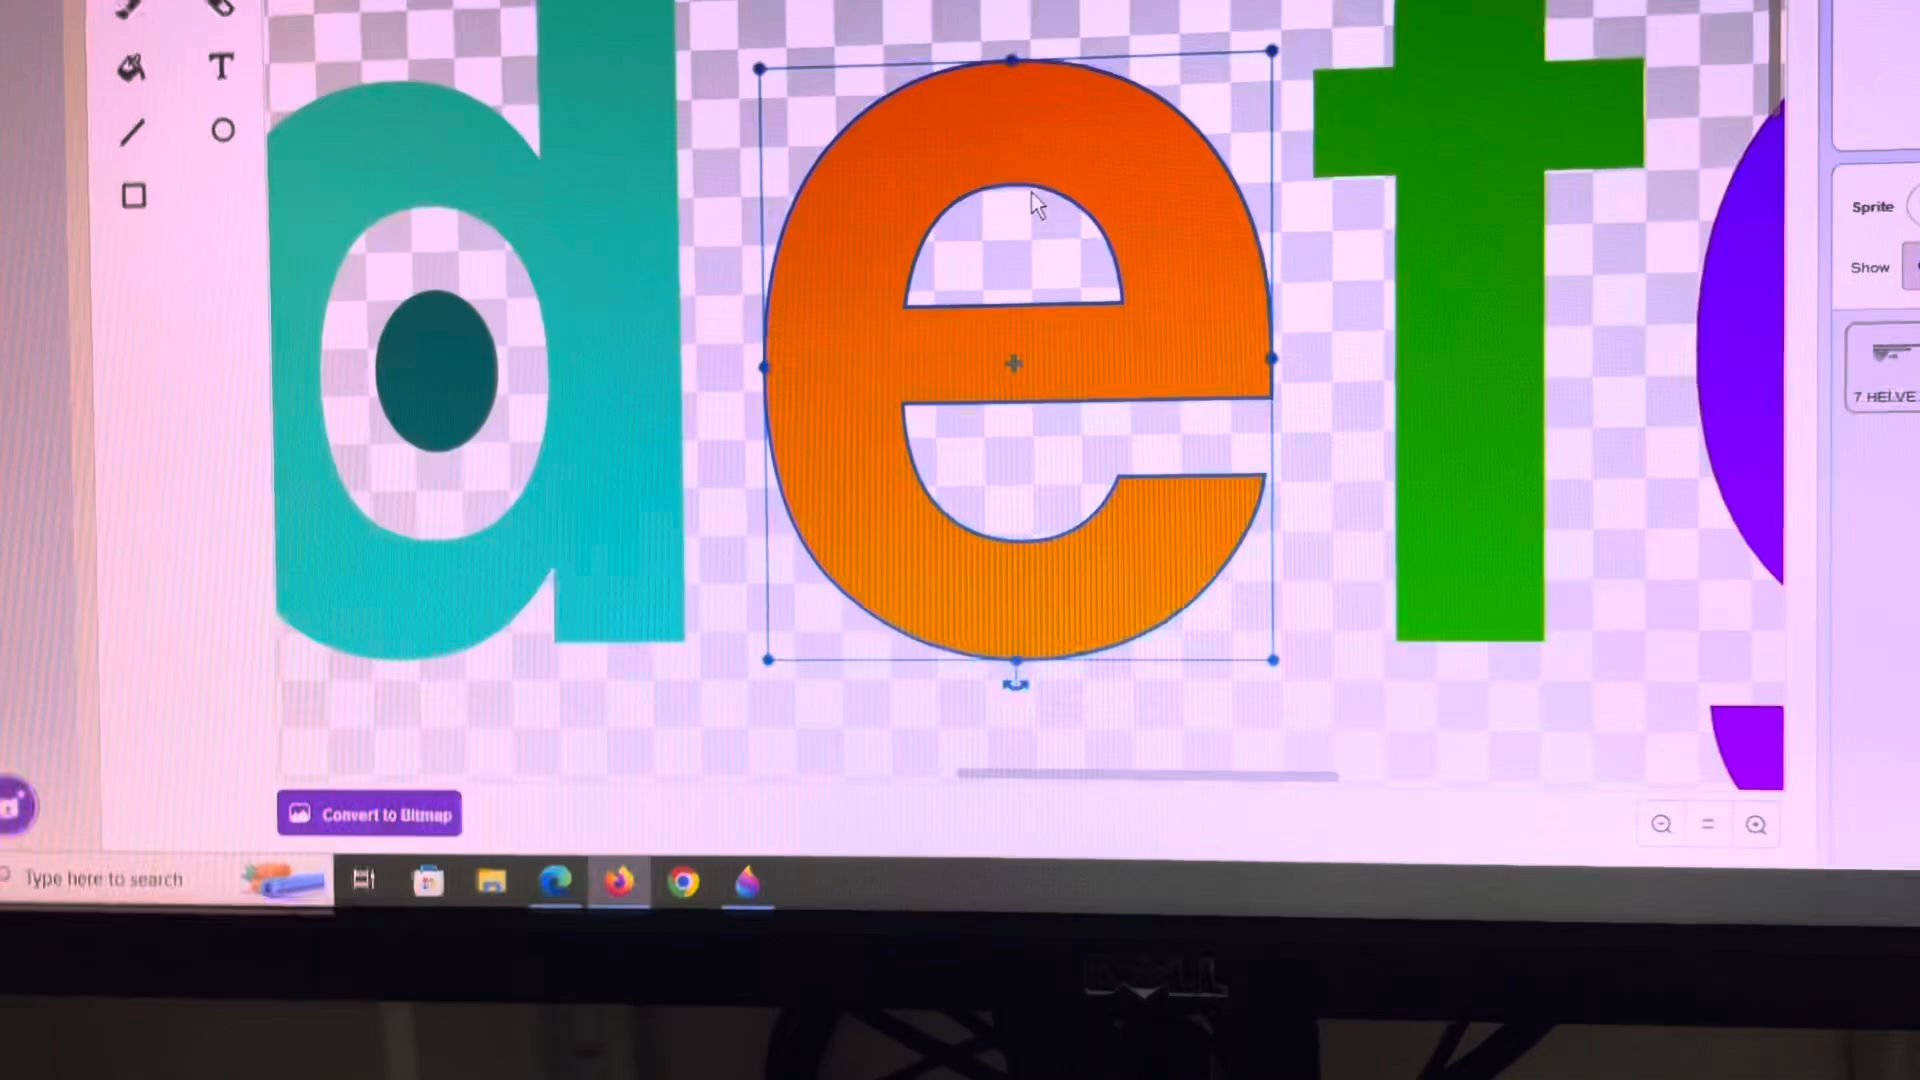 T
d e t
Sprite
Show
7 HELVE
Convert to Bitmap
Type here to search